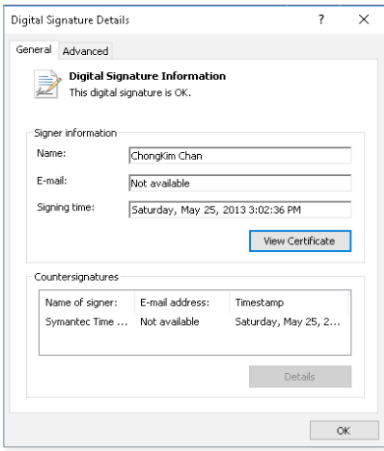 Digital Signature Details ? X
General Advanced
Digital Signature Information
This digital signature is OK.
Signer information
Name: ChongKim Chan
E-mail: Not available
Signing time: Saturday, May 25, 2013 3:02:36 PM
View Certificate
Countersignatures
Name of signer: E-mail address: Timestamp
Symantec Time ... Not available Saturday, May 25, 2...
Details
OK